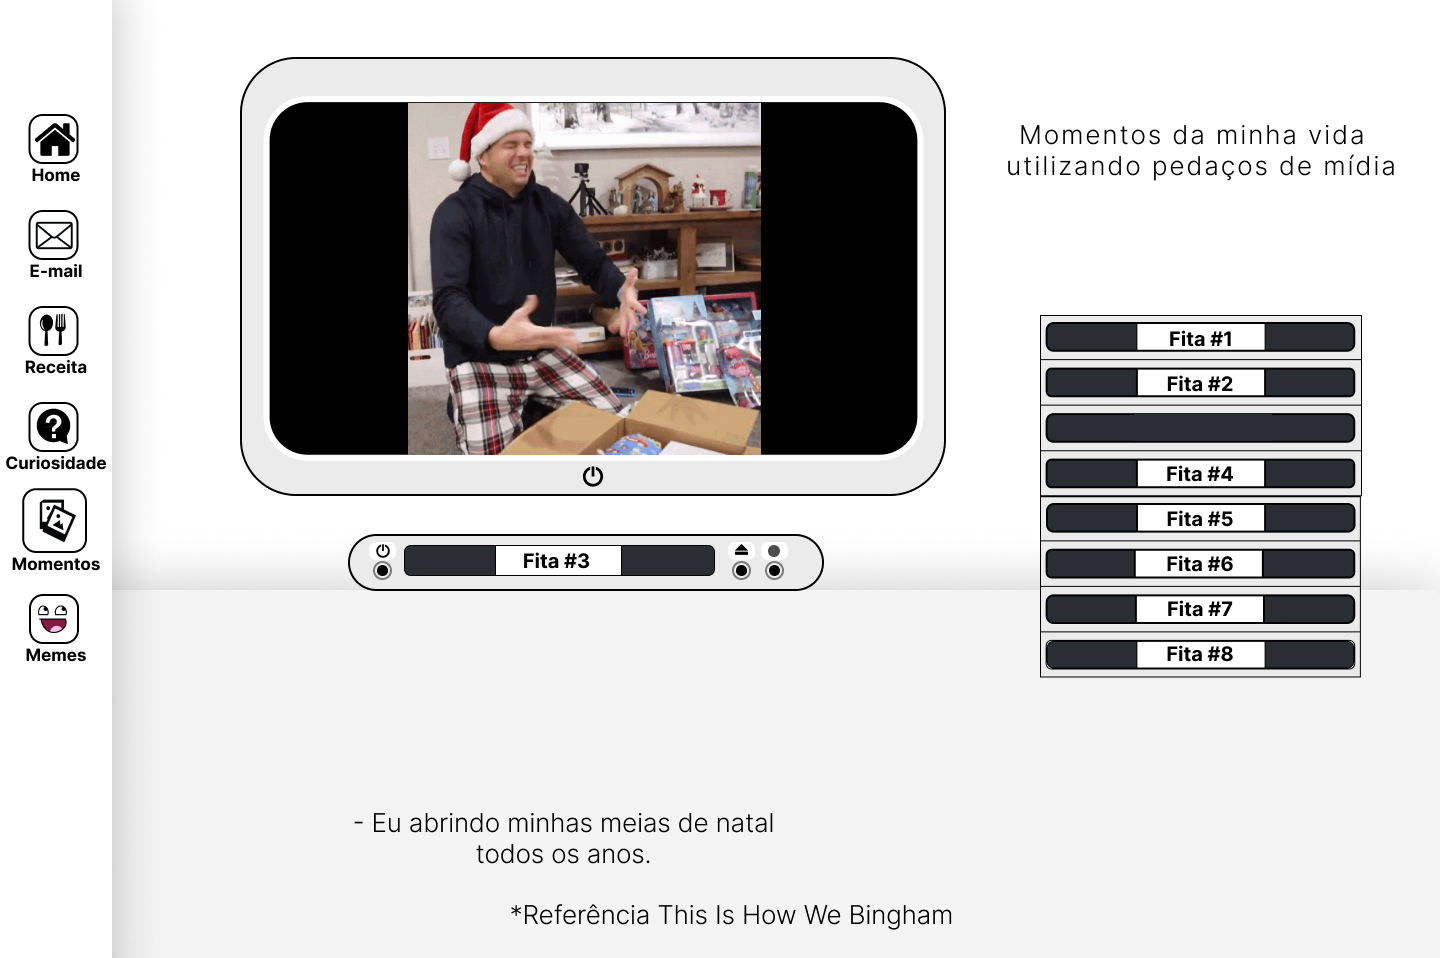 Home
E-mail
Receita
Curiosidade
Momentos
Memes
Momentos da minha vida
utilizando pedaços de mídia
Fita #1
Fita #2
Fita #4
Fita #5
Fita #6
Fita #7
Fita #8
Fita #3
- Eu abrindo minhas meias de natal
todos os anos.
*Referência This Is How We Bingham